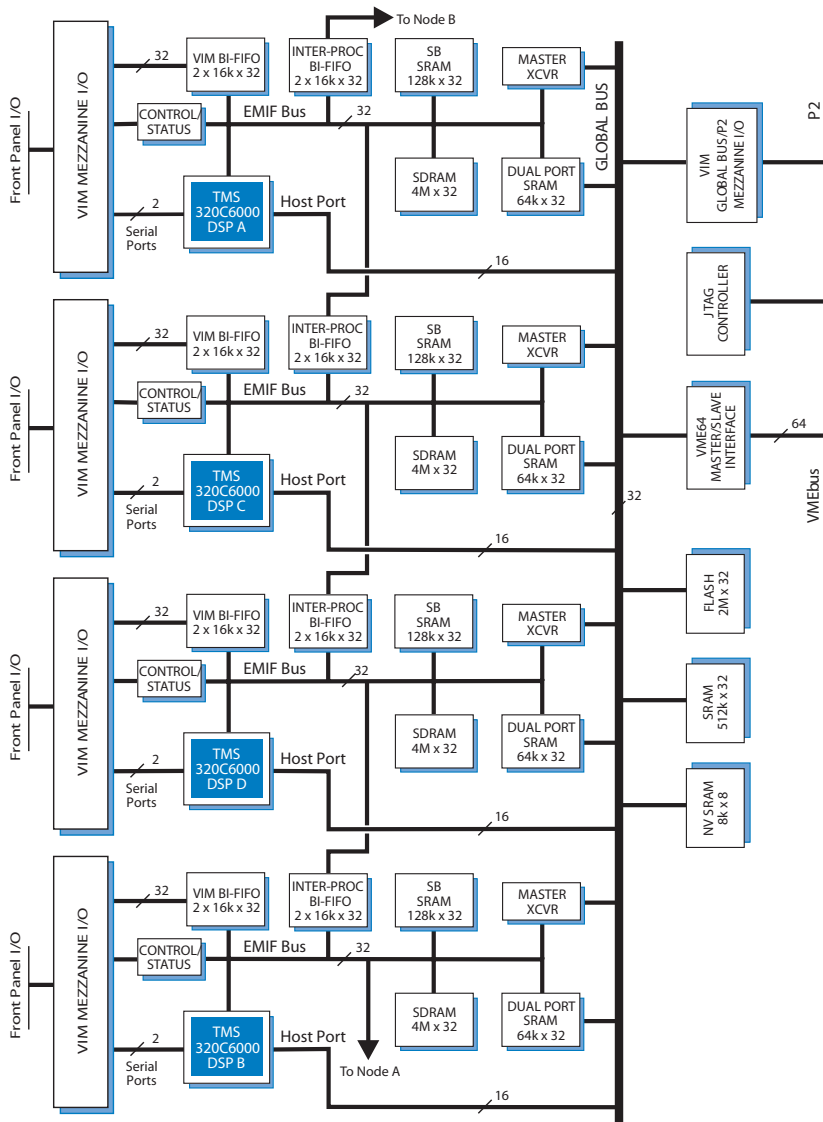 To Node B
Front Panel I/O
VIM MEZZANINE I/O
32
VIM BI-FIFO
2 x 16k x 32
INTER-PROC
BI-FIFO
2 x 16k x 32
SB
SRAM
128k x 32
MASTER
XCVR
CONTROL/
STATUS
EMIF Bus
32
2
Serial
Ports
TMS
320C6000
DSP A
Host Port
SDRAM
4M x 32
DUAL PORT
SRAM
64k x 32
16
GLOBAL BUS
VIM
GLOBAL BUS/P2
MEZZANINE I/O
P2
JTAG
CONTROLLER
Front Panel I/O
VIM MEZZANINE I/O
32
VIM BI-FIFO
2 x 16k x 32
INTER-PROC
BI-FIFO
2 x 16k x 32
SB
SRAM
128k x 32
MASTER
XCVR
CONTROL/
STATUS
EMIF Bus
32
2
Serial
Ports
TMS
320C6000
DSP C
Host Port
SDRAM
4M x 32
DUAL PORT
SRAM
64k x 32
16
VME64
MASTER/SLAVE
INTERFACE
64
VMEbus
32
Front Panel I/O
VIM MEZZANINE I/O
32
VIM BI-FIFO
2 x 16k x 32
INTER-PROC
BI-FIFO
2 x 16k x 32
SB
SRAM
128k x 32
MASTER
XCVR
CONTROL/
STATUS
EMIF Bus
32
2
Serial
Ports
TMS
320C6000
DSP D
Host Port
SDRAM
4M x 32
DUAL PORT
SRAM
64k x 32
16
FLASH
2M x 32
SRAM
512k x 32
NV SRAM
8k x 8
Front Panel I/O
VIM MEZZANINE I/O
32
VIM BI-FIFO
2 x 16k x 32
INTER-PROC
BI-FIFO
2 x 16k x 32
SB
SRAM
128k x 32
MASTER
XCVR
CONTROL/
STATUS
EMIF Bus
32
2
Serial
Ports
TMS
320C6000
DSP B
Host Port
SDRAM
4M x 32
DUAL PORT
SRAM
64k x 32
To Node A
16